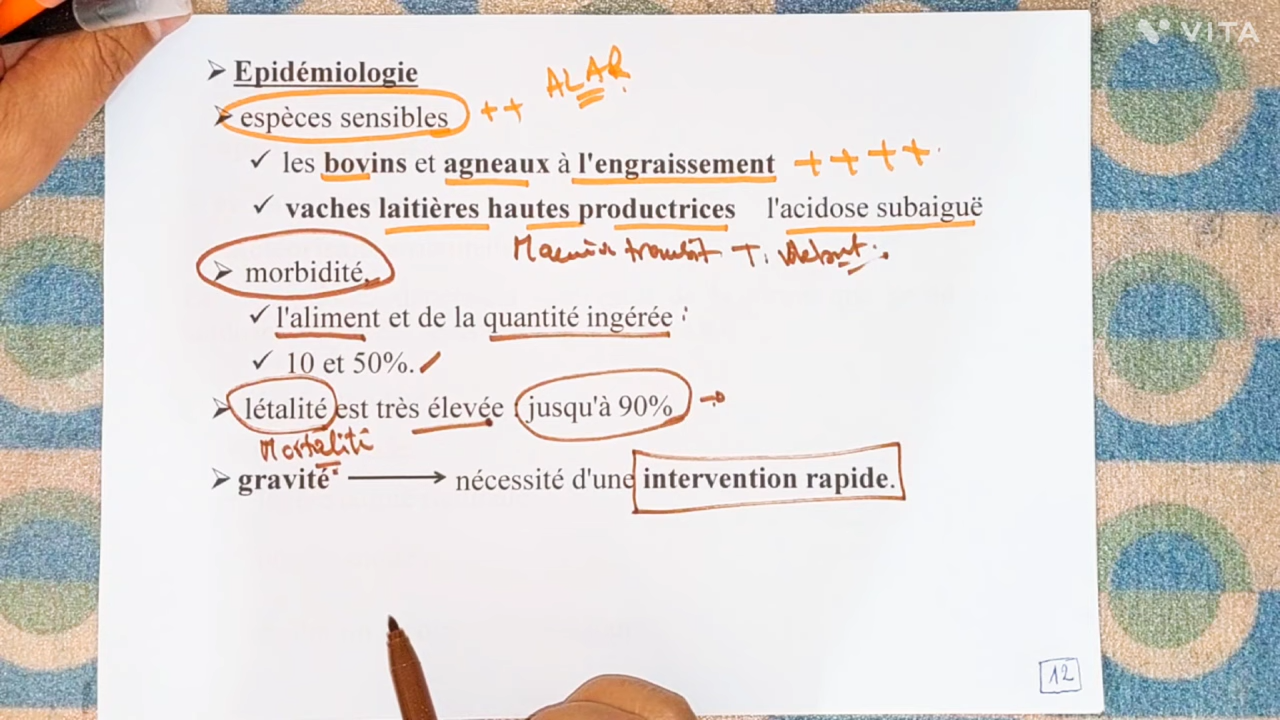 VITA
➢ Epidémiologie
ALAR
➢ espèces sensibles ++
✓ les bovins et agneaux à l'engraissement ++++
✓ vaches laitières hautes productrices l'acidose subaiguë
➢ morbidité.
✓ l'aliment et de la quantité ingérée :
✓ 10 et 50%.
➢ létalité est très élevée : jusqu'à 90% →
Mortalité
➢ gravité → nécessité d'une intervention rapide.
12